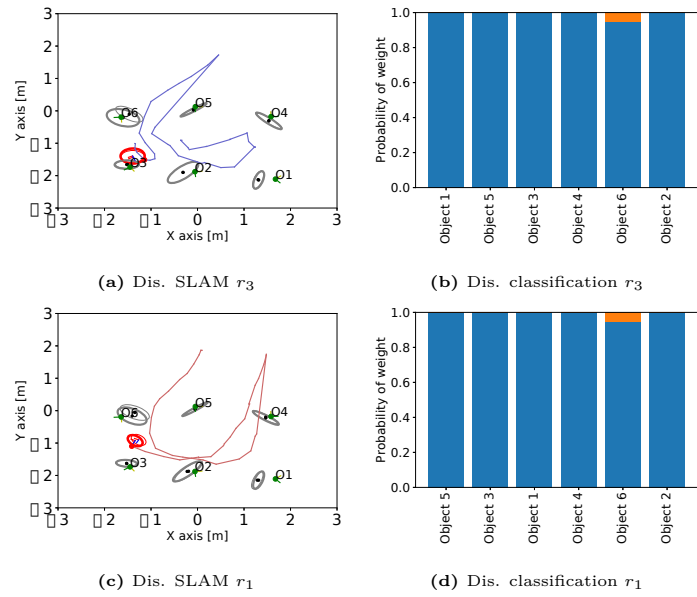 3
2
1
0
▯1
▯2
▯3
Y axis [m]
O6
O5
O4
O3
O2
O1
▯3 ▯2 ▯1 0 1 2 3
X axis [m]
(a) Dis. SLAM r3
1.0
0.8
0.6
0.4
0.2
0.0
Probability of weight
Object 1
Object 5
Object 3
Object 4
Object 6
Object 2
(b) Dis. classification r3
3
2
1
0
▯1
▯2
▯3
Y axis [m]
O5
O4
O3
O2
O1
▯3 ▯2 ▯1 0 1 2 3
X axis [m]
(c) Dis. SLAM r1
1.0
0.8
0.6
0.4
0.2
0.0
Probability of weight
Object 5
Object 3
Object 1
Object 4
Object 6
Object 2
(d) Dis. classification r1